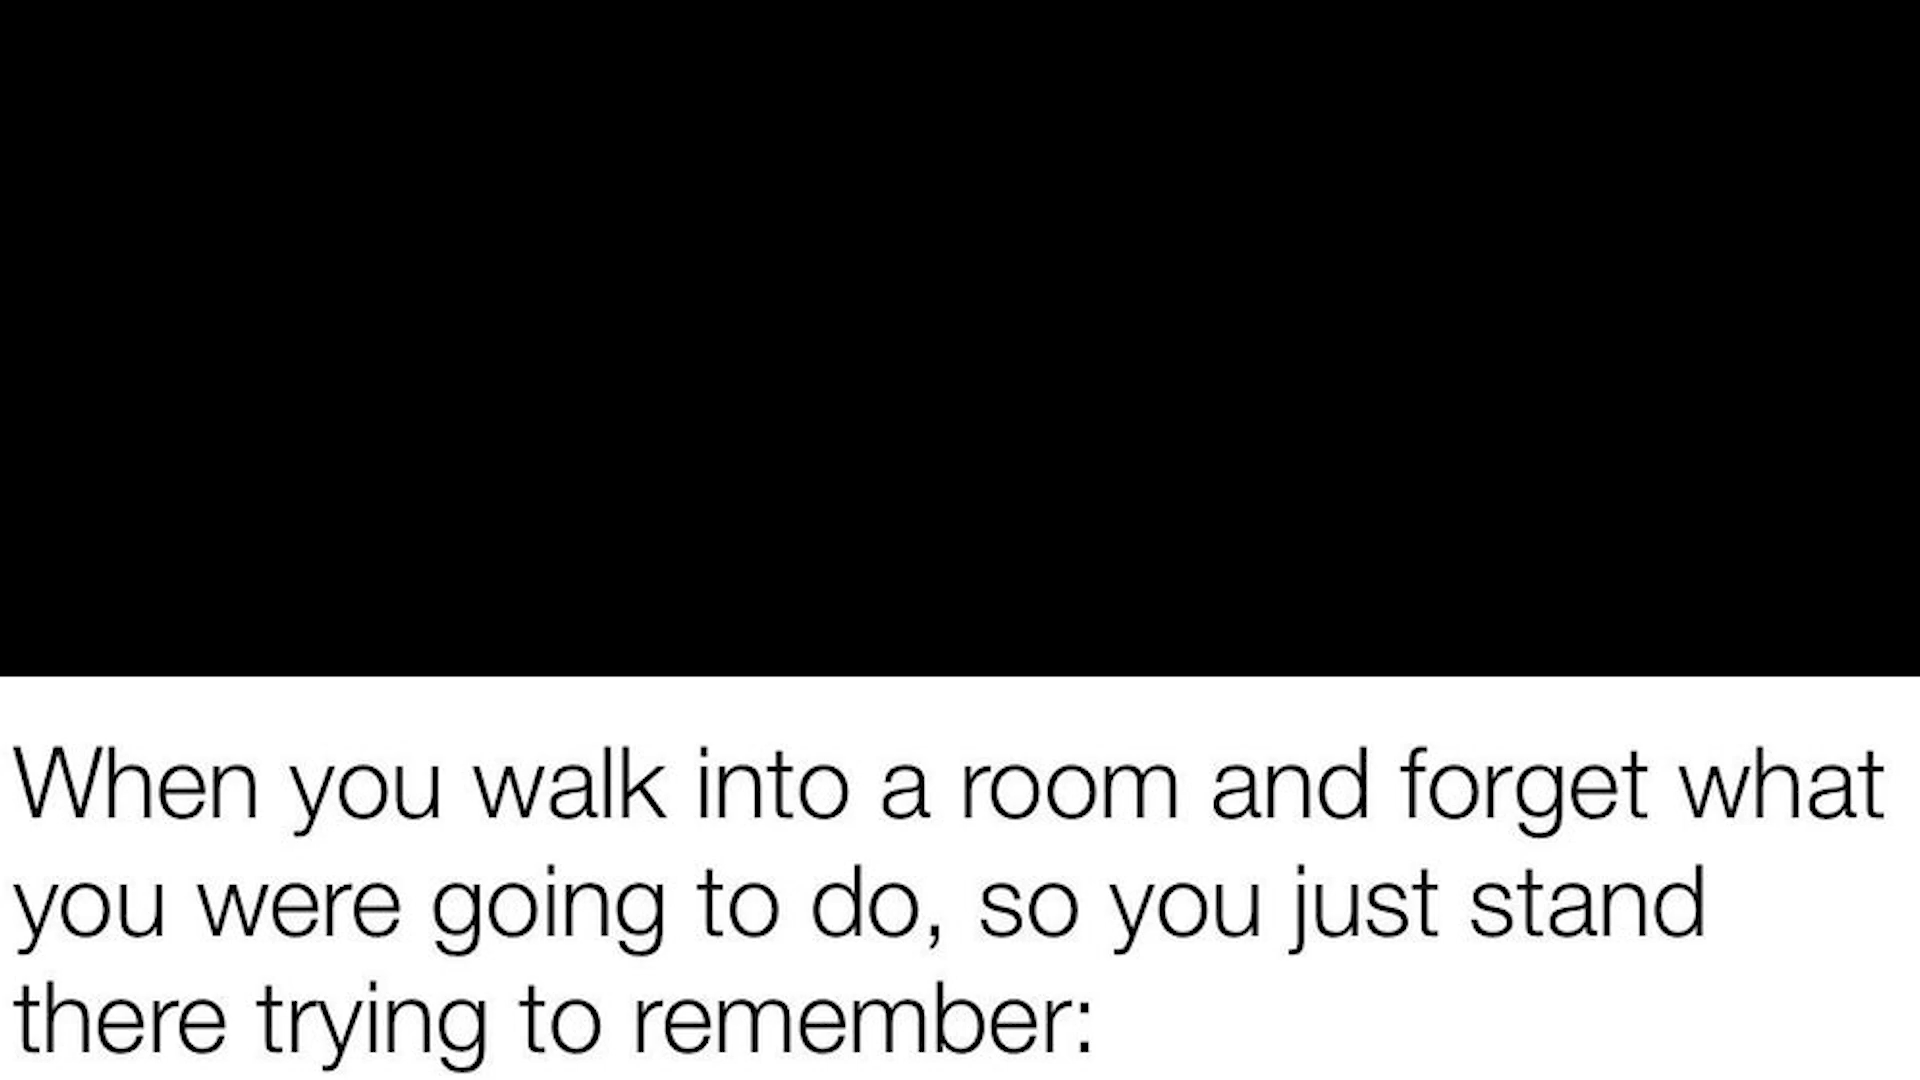 When you walk into a room and forget what
you were going to do, so you just stand
there trying to remember: